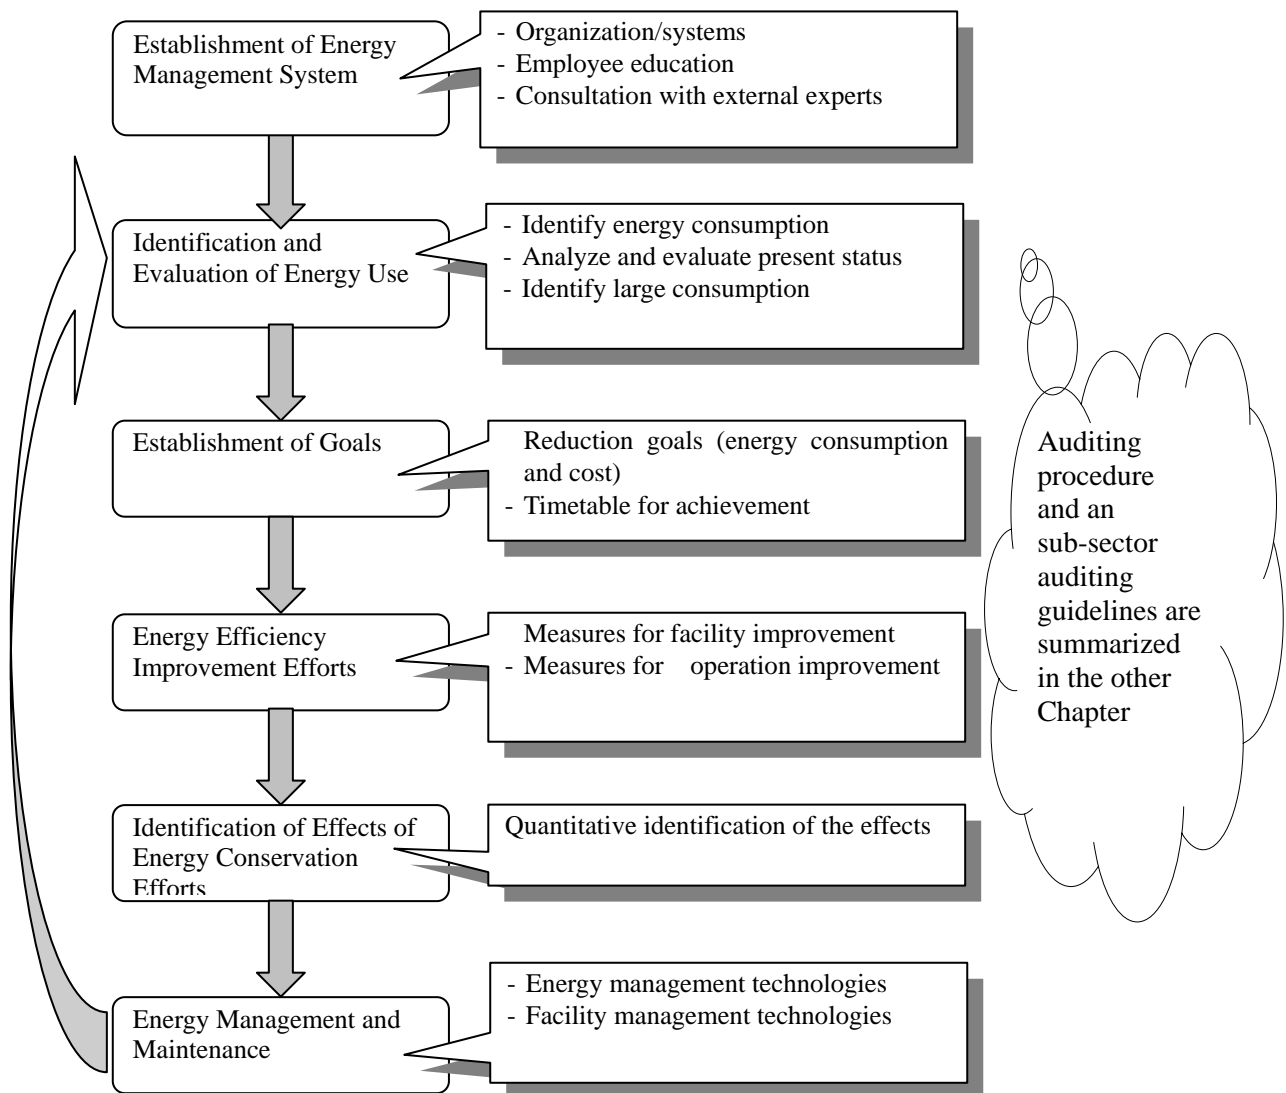 Establishment of Energy
Management System
- Organization/systems
- Employee education
- Consultation with external experts
Identification and
Evaluation of Energy Use
- Identify energy consumption
- Analyze and evaluate present status
- Identify large consumption
Establishment of Goals
Reduction goals (energy consumption
and cost)
- Timetable for achievement
Energy Efficiency
Improvement Efforts
Measures for facility improvement
- Measures for operation improvement
Identification of Effects of
Energy Conservation
Efforts
Quantitative identification of the effects
Energy Management and
Maintenance
- Energy management technologies
- Facility management technologies
Auditing
procedure
and an
sub-sector
auditing
guidelines are
summarized
in the other
Chapter